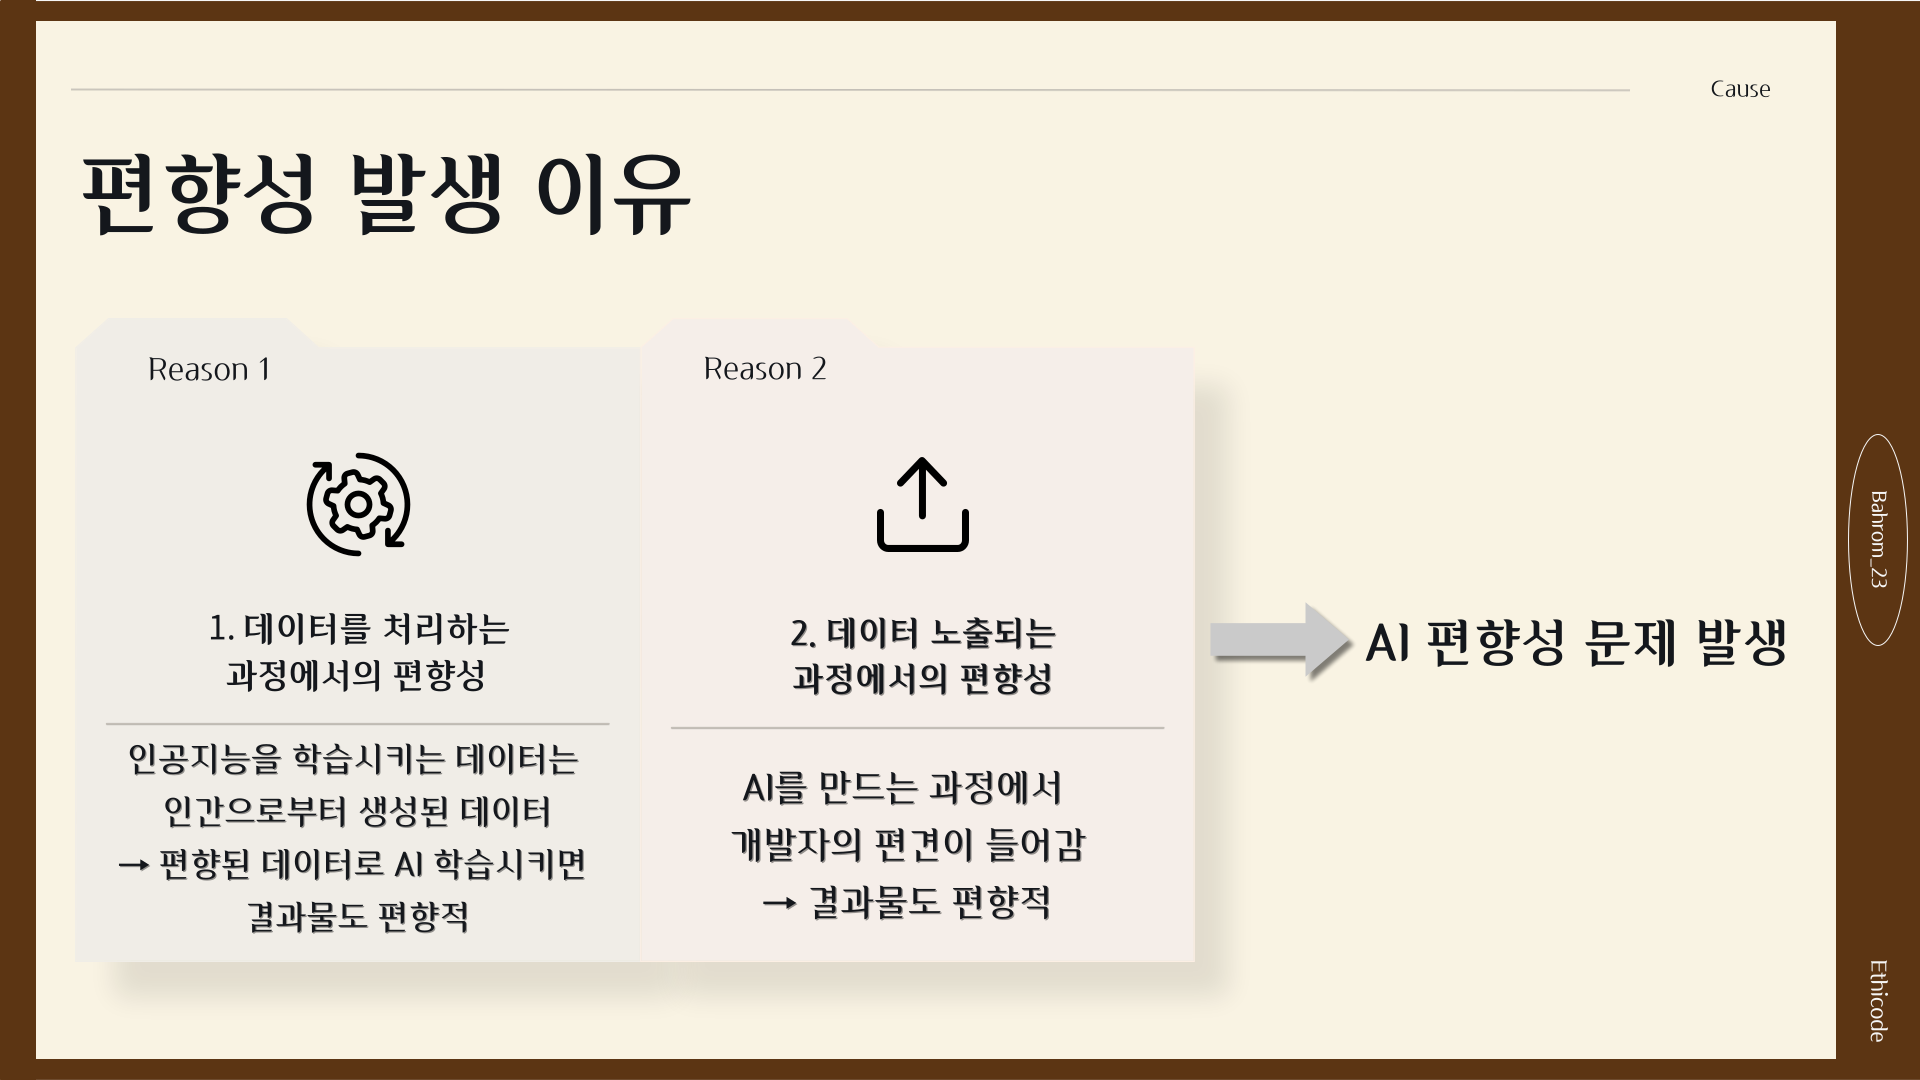 Cause
편향성 발생 이유
Reason 1
1. 데이터를 처리하는
과정에서의 편향성
인공지능을 학습시키는 데이터는
인간으로부터 생성된 데이터
→ 편향된 데이터로 AI 학습시키면
결과물도 편향적
Reason 2
2. 데이터 노출되는
과정에서의 편향성
AI를 만드는 과정에서
개발자의 편견이 들어감
→ 결과물도 편향적
AI 편향성 문제 발생
Bahrom_23
Ethicode